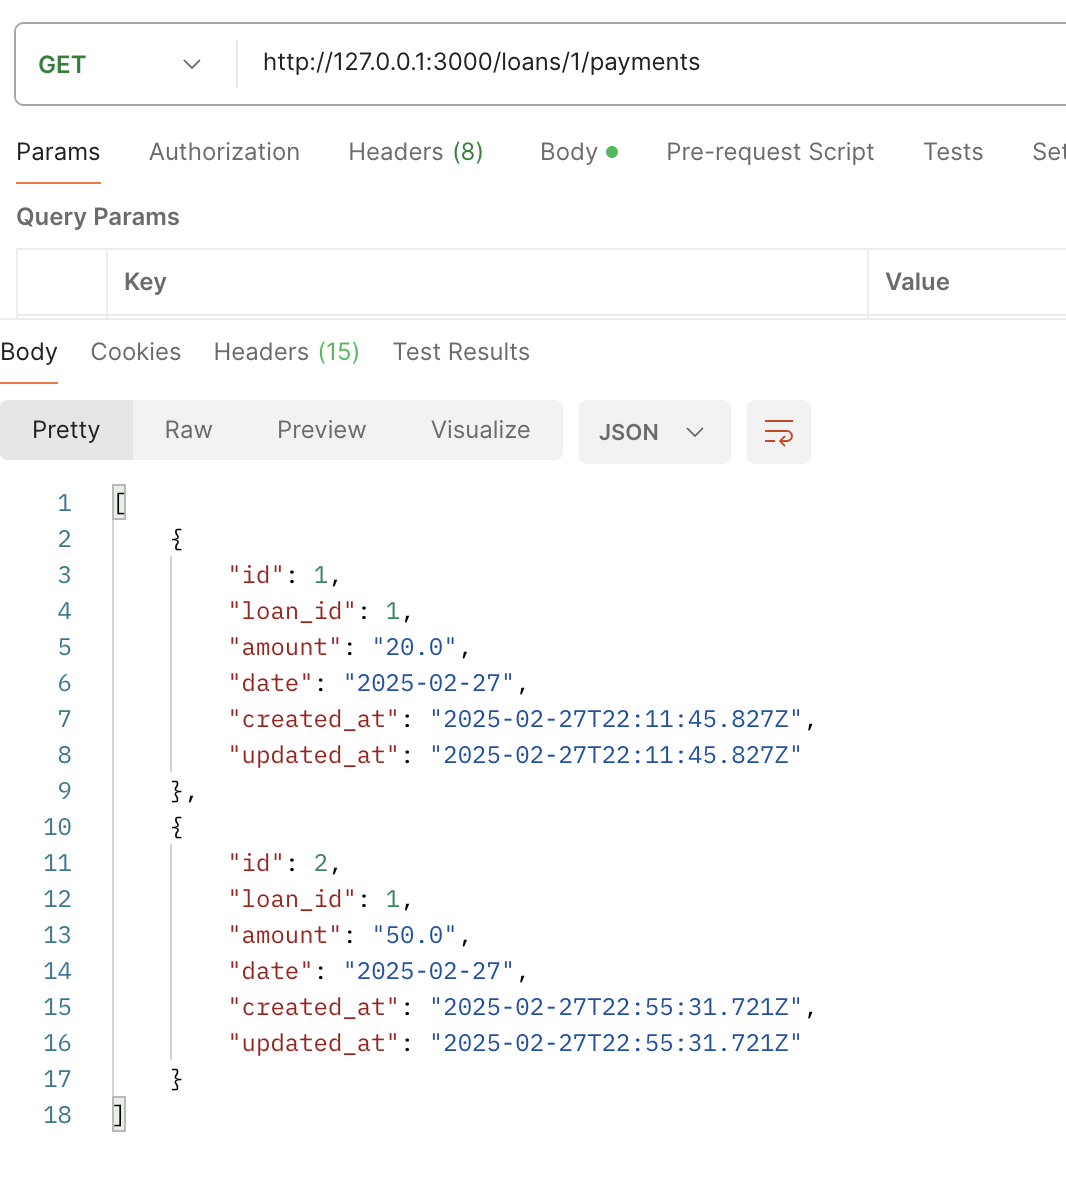 GET http://127.0.0.1:3000/loans/1/payments
Params Authorization Headers (8) Body Pre-request Script Tests Set
Query Params
Key Value
Body Cookies Headers (15) Test Results
Pretty Raw Preview Visualize JSON
1 [
2 {
3 "id": 1,
4 "loan_id": 1,
5 "amount": "20.0",
6 "date": "2025-02-27",
7 "created_at": "2025-02-27T22:11:45.827Z",
8 "updated_at": "2025-02-27T22:11:45.827Z"
9 },
10 {
11 "id": 2,
12 "loan_id": 1,
13 "amount": "50.0",
14 "date": "2025-02-27",
15 "created_at": "2025-02-27T22:55:31.721Z",
16 "updated_at": "2025-02-27T22:55:31.721Z"
17 }
18 ]